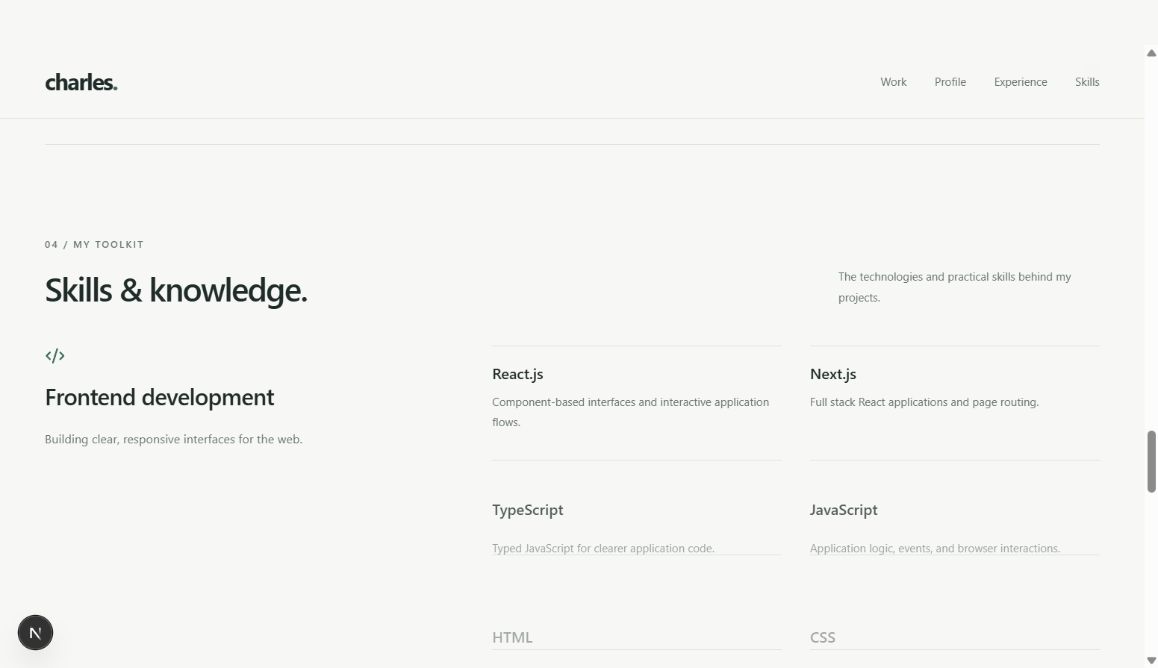 charles.
Work Profile Experience Skills
04 / MY TOOLKIT
Skills & knowledge.
The technologies and practical skills behind my
projects.
</>
Frontend development
Building clear, responsive interfaces for the web.
React.js
Component-based interfaces and interactive application
flows.
Next.js
Full stack React applications and page routing.
TypeScript
Typed JavaScript for clearer application code.
JavaScript
Application logic, events, and browser interactions.
HTML
CSS
N